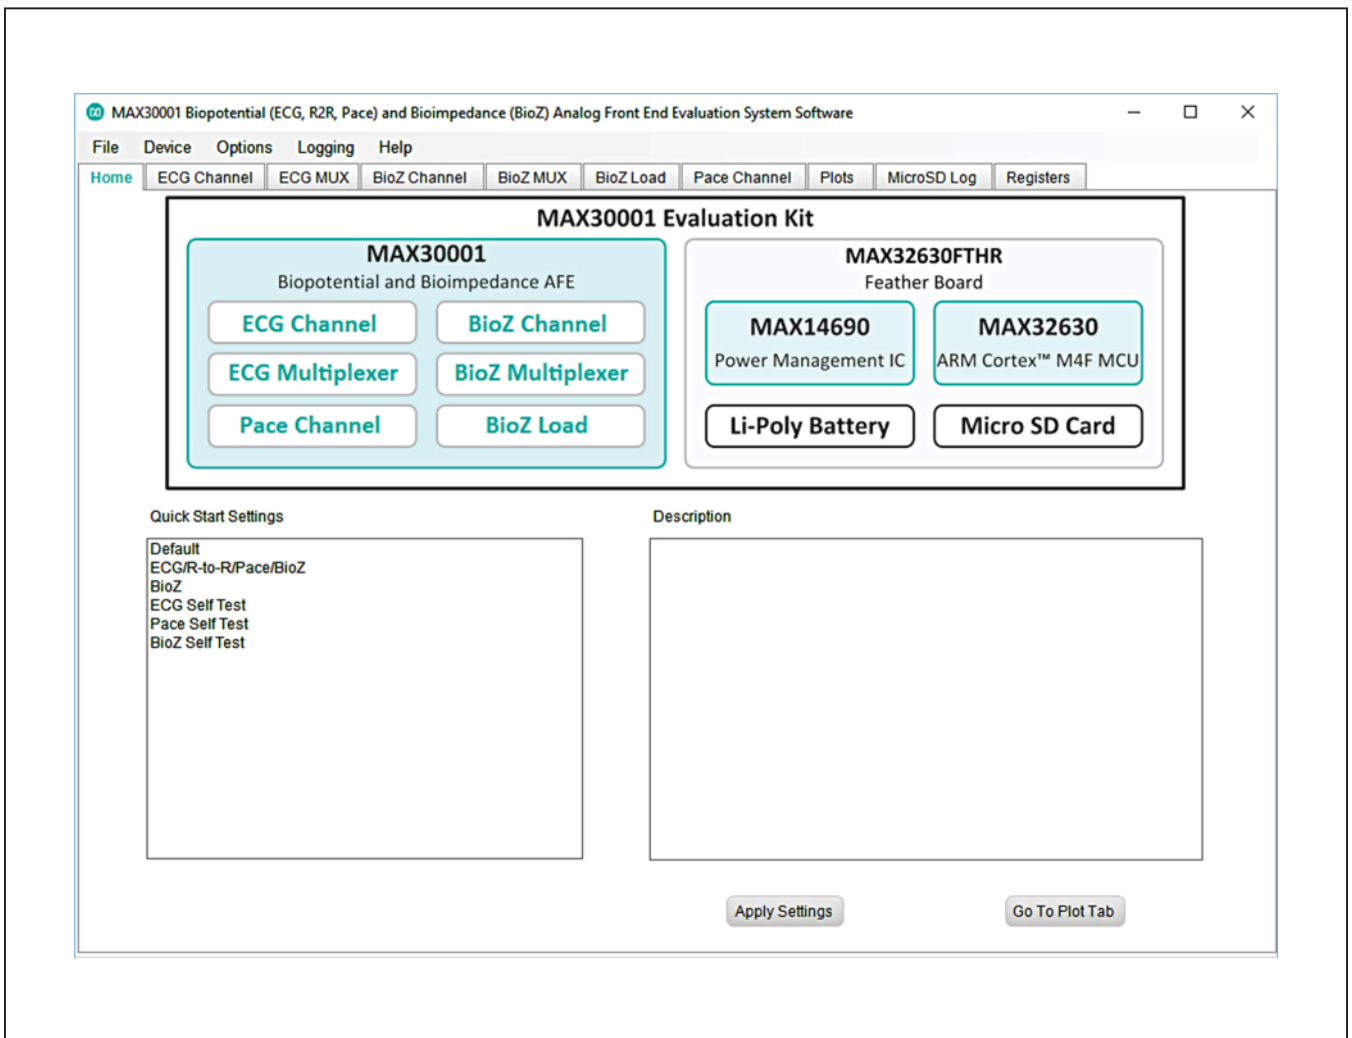 MAX30001 Biopotential (ECG, R2R, Pace) and Bioimpedance (BioZ) Analog Front End Evaluation System Software
File Device Options Logging Help
Home ECG Channel ECG MUX BioZ Channel BioZ MUX BioZ Load Pace Channel Plots MicroSD Log Registers
MAX30001 Evaluation Kit
MAX30001
Biopotential and Bioimpedance AFE
ECG Channel BioZ Channel
ECG Multiplexer BioZ Multiplexer
Pace Channel BioZ Load
MAX32630FTHR
Feather Board
MAX14690 MAX32630
Power Management IC ARM Cortex™ M4F MCU
Li-Poly Battery Micro SD Card
Quick Start Settings
Default
ECG/R-to-R/Pace/BioZ
BioZ
ECG Self Test
Pace Self Test
BioZ Self Test
Description
Apply Settings Go To Plot Tab